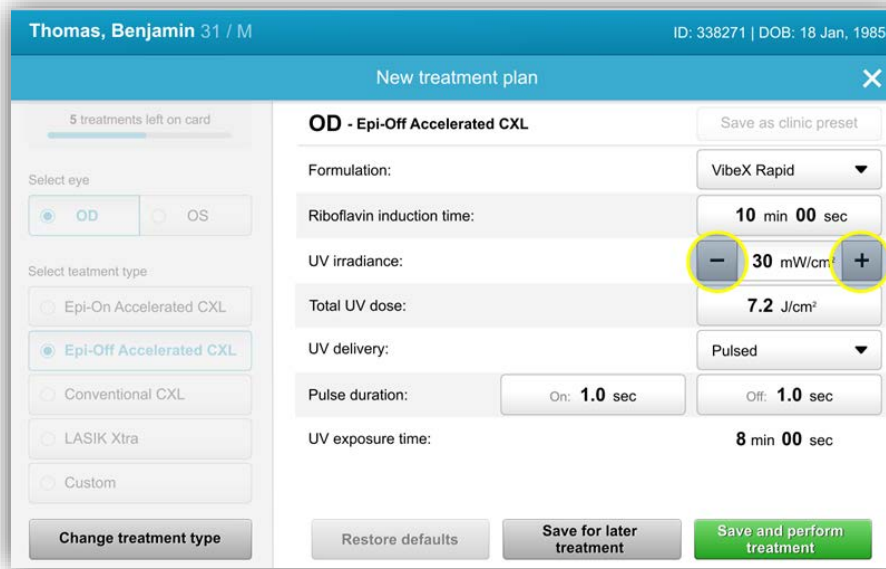 Thomas, Benjamin 31 / M
ID: 338271 | DOB: 18 Jan, 1985
New treatment plan
5 treatments left on card
Select eye
OD
OS
Select teatment type
Epi-On Accelerated CXL
Epi-Off Accelerated CXL
Conventional CXL
LASIK Xtra
Custom
Change treatment type
OD - Epi-Off Accelerated CXL
Save as clinic preset
Formulation: VibeX Rapid
Riboflavin induction time: 10 min 00 sec
UV irradiance: − 30 mW/cm² +
Total UV dose: 7.2 J/cm²
UV delivery: Pulsed
Pulse duration: On: 1.0 sec Off: 1.0 sec
UV exposure time: 8 min 00 sec
Restore defaults
Save for later
treatment
Save and perform
treatment